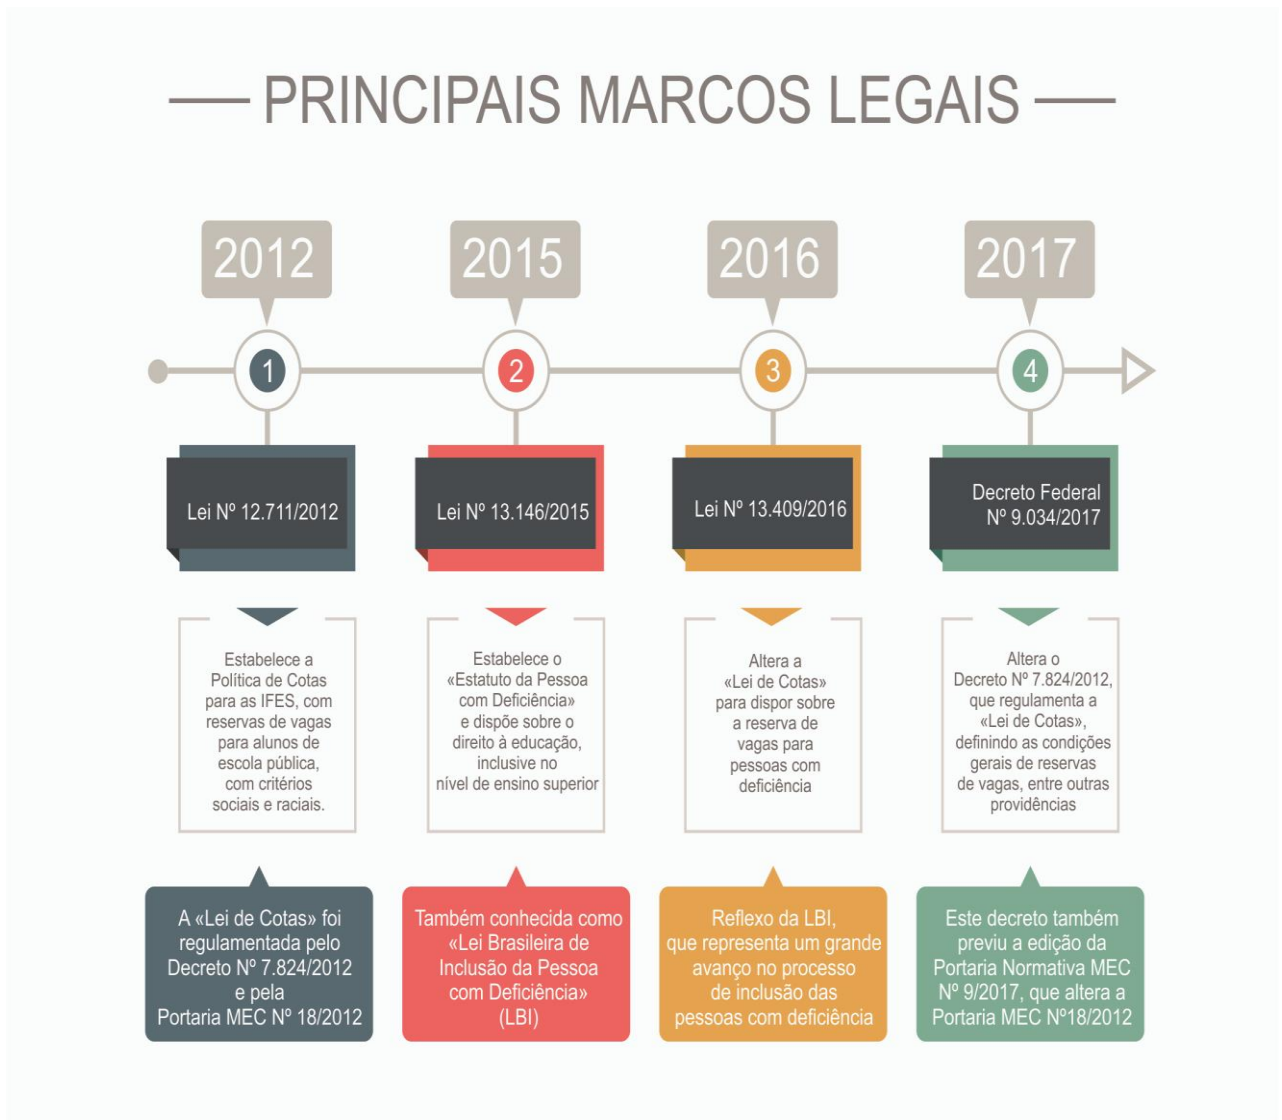 PRINCIPAIS MARCOS LEGAIS
2012
2015
2016
2017
1
2
3
4
Lei Nº 12.711/2012
Lei Nº 13.146/2015
Lei Nº 13.409/2016
Decreto Federal
Nº 9.034/2017
Estabelece a
Política de Cotas
para as IFES, com
reservas de vagas
para alunos de
escola pública,
com critérios
sociais e raciais.
Estabelece o
«Estatuto da Pessoa
com Deficiência»
e dispõe sobre o
direito à educação,
inclusive no
nível de ensino superior
Altera a
«Lei de Cotas»
para dispor sobre
a reserva de
vagas para
pessoas com
deficiência
Altera o
Decreto Nº 7.824/2012,
que regulamenta a
«Lei de Cotas»,
definindo as condições
gerais de reservas
de vagas, entre outras
providências
A «Lei de Cotas» foi
regulamentada pelo
Decreto Nº 7.824/2012
e pela
Portaria MEC Nº 18/2012
Também conhecida como
«Lei Brasileira de
Inclusão da Pessoa
com Deficiência»
(LBI)
Reflexo da LBI,
que representa um grande
avanço no processo
de inclusão das
pessoas com deficiência
Este decreto também
previu a edição da
Portaria Normativa MEC
Nº 9/2017, que altera a
Portaria MEC Nº18/2012